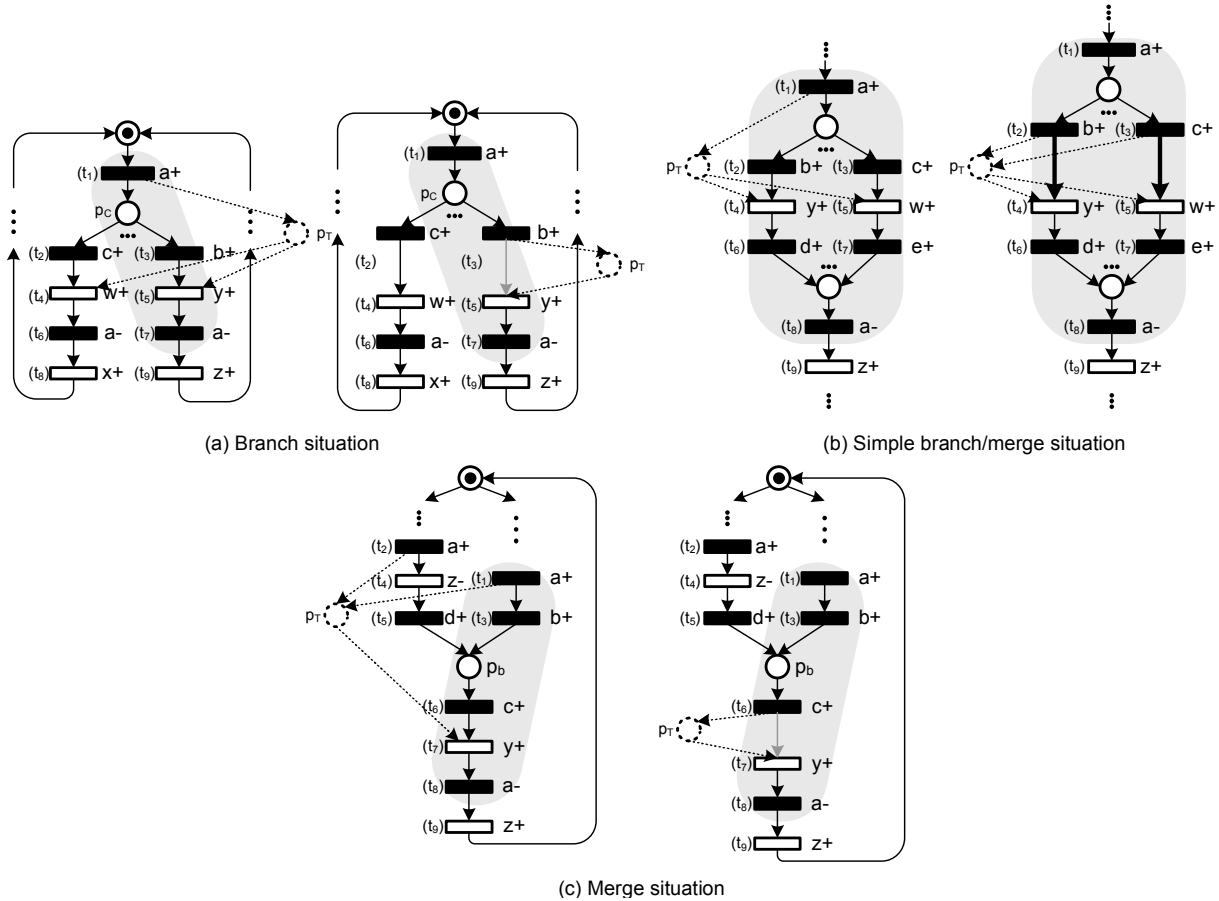 (t1) a+
pC
(t2) c+ (t3) b+
pT
(t4) w+ (t5) y+
(t6) a- (t7) a-
(t8) x+ (t9) z+
(t1) a+
pC
c+ b+
(t2) (t3)
pT
(t4) w+ (t5) y+
(t6) a- (t7) a-
(t8) x+ (t9) z+
(a) Branch situation
(t1) a+
pT
(t2) b+ (t3) c+
(t4) y+ (t5) w+
(t6) d+ (t7) e+
(t8) a-
(t9) z+
(t1) a+
(t2) b+ (t3) c+
pT
(t4) y+ (t5) w+
(t6) d+ (t7) e+
(t8) a-
(t9) z+
(b) Simple branch/merge situation
(t2) a+
(t4) z- (t1) a+
pT
(t5) d+ (t3) b+
pb
(t6) c+
(t7) y+
(t8) a-
(t9) z+
(t2) a+
(t4) z- (t1) a+
(t5) d+ (t3) b+
pb
(t6) c+
pT
(t7) y+
(t8) a-
(t9) z+
(c) Merge situation